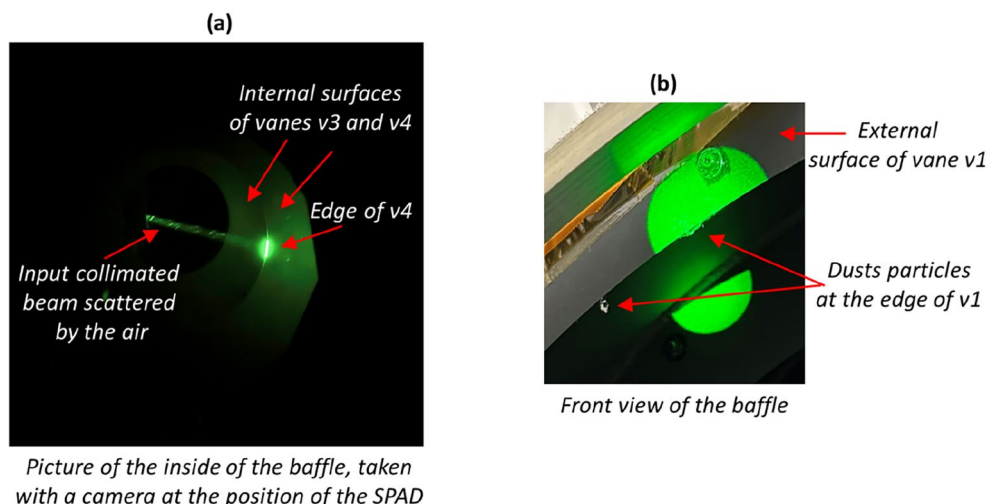 (a)
Internal surfaces
of vanes v3 and v4
Edge of v4
Input collimated
beam scattered
by the air
Picture of the inside of the baffle, taken
with a camera at the position of the SPAD
(b)
External
surface of vane v1
Dusts particles
at the edge of v1
Front view of the baffle